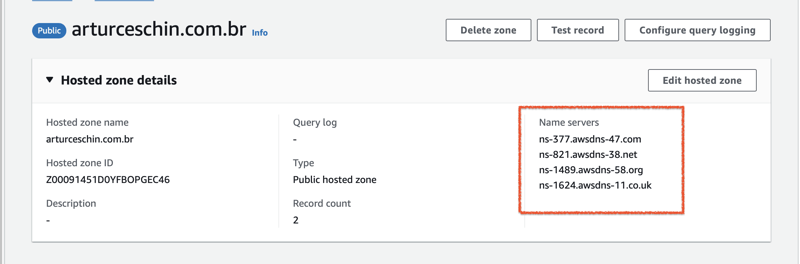 Public arturceschin.com.br Info
Delete zone
Test record
Configure query logging
▼ Hosted zone details
Edit hosted zone
Hosted zone name
arturceschin.com.br
Hosted zone ID
Z00091451D0YFBOPGEC46
Description
-
Query log
-
Type
Public hosted zone
Record count
2
Name servers
ns-377.awsdns-47.com
ns-821.awsdns-38.net
ns-1489.awsdns-58.org
ns-1624.awsdns-11.co.uk